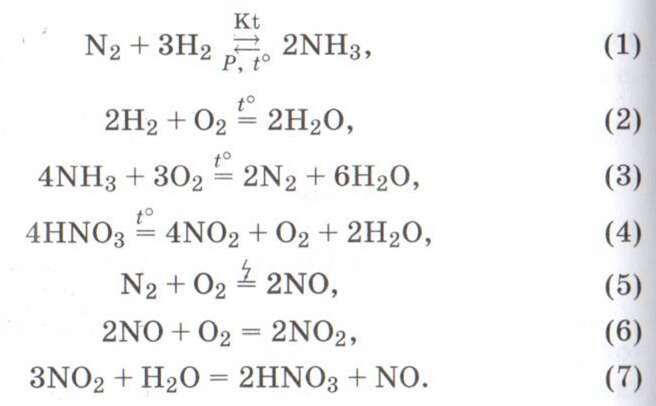 N₂ + 3H₂ Kt ⇄ P, t° 2NH₃, (1)
2H₂ + O₂ t° = 2H₂O, (2)
4NH₃ + 3O₂ t° = 2N₂ + 6H₂O, (3)
4HNO₃ t° = 4NO₂ + O₂ + 2H₂O, (4)
N₂ + O₂ ϟ = 2NO, (5)
2NO + O₂ = 2NO₂, (6)
3NO₂ + H₂O = 2HNO₃ + NO. (7)